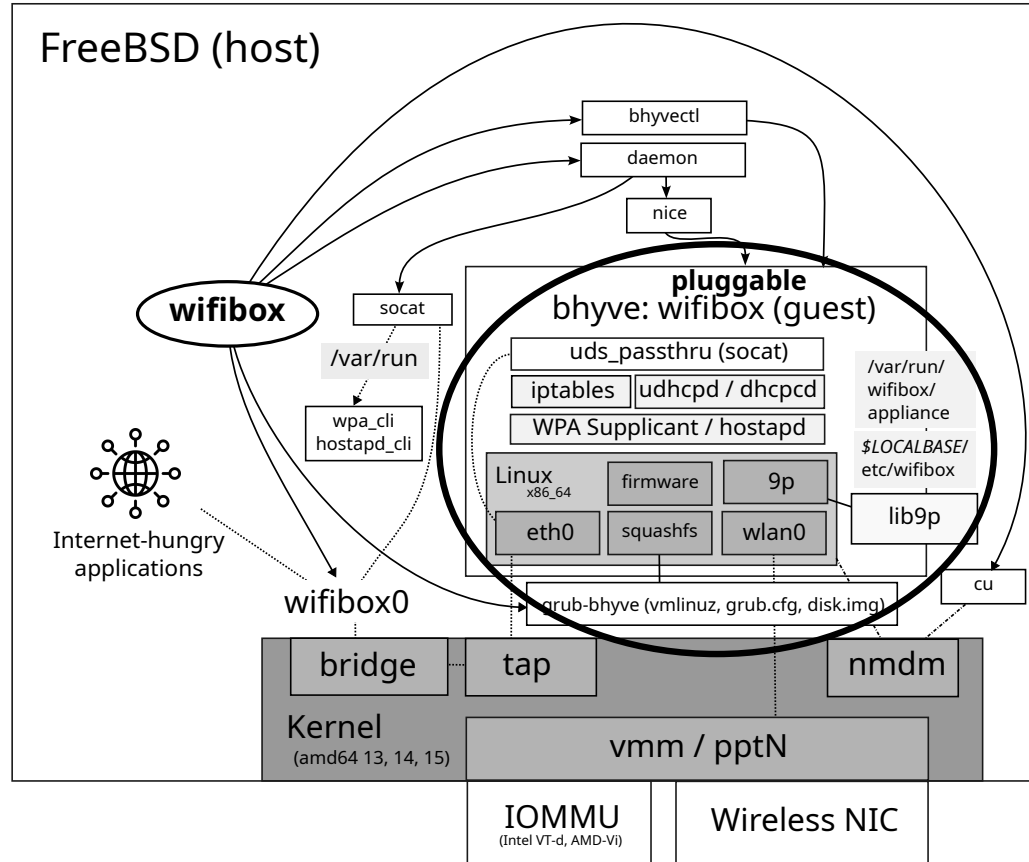 FreeBSD (host)
bhyvectl
daemon
nice
pluggable
bhyve: wifibox (guest)
wifibox
socat
/var/run
wpa_cli
hostapd_cli
uds_passthru (socat)
iptables
udhcpd / dhcpcd
WPA Supplicant / hostapd
/var/run/
wifibox/
appliance
$LOCALBASE/
etc/wifibox
Linux
x86_64
firmware
9p
lib9p
eth0
squashfs
wlan0
Internet-hungry
applications
wifibox0
grub-bhyve (vmlinuz, grub.cfg, disk.img)
cu
bridge
tap
nmdm
Kernel
(amd64 13, 14, 15)
vmm / pptN
IOMMU
(Intel VT-d, AMD-Vi)
Wireless NIC